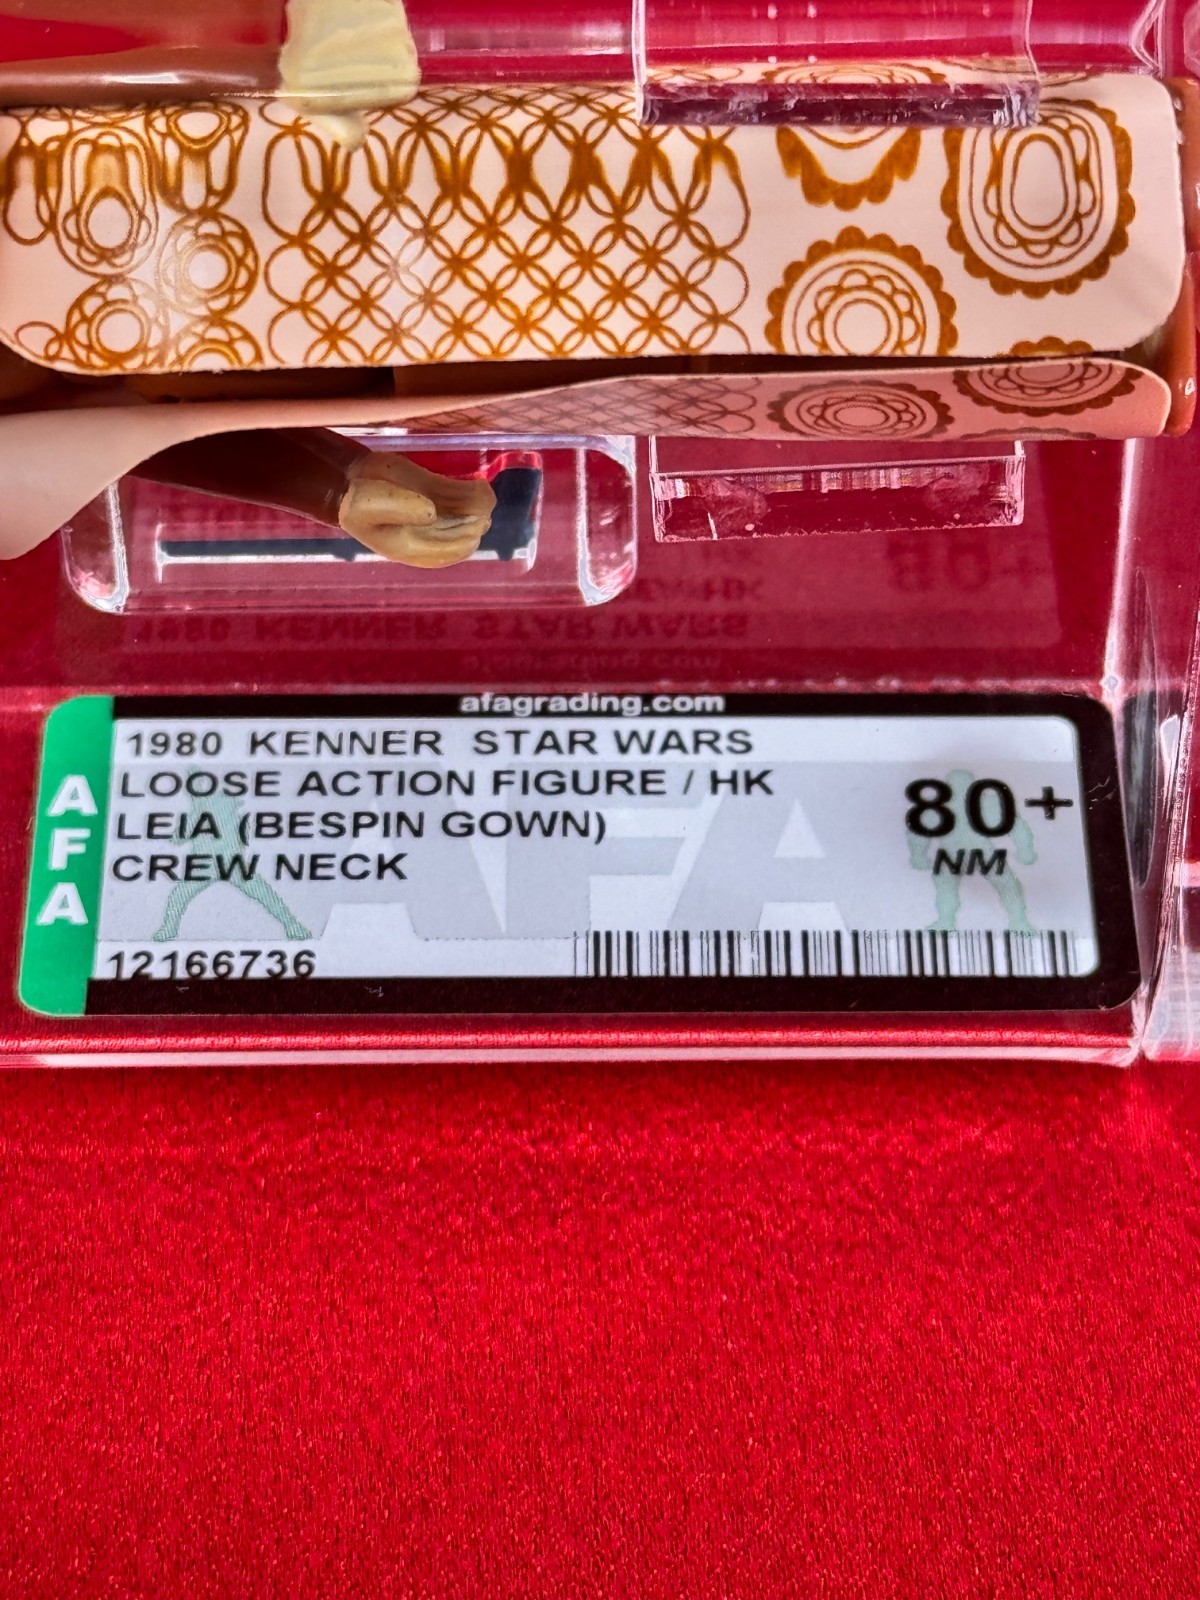 afagrading.com
AFA
1980 KENNER STAR WARS
LOOSE ACTION FIGURE / HK
LEIA (BESPIN GOWN)
CREW NECK
80+
NM
12166736